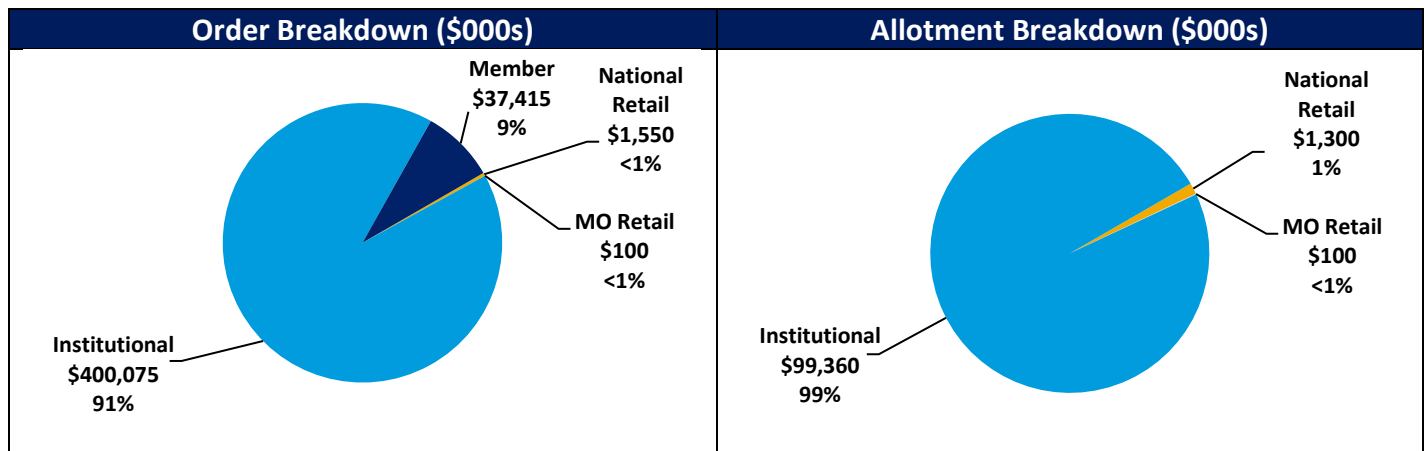 Order Breakdown ($000s)
Member
$37,415
9%
National
Retail
$1,550
<1%
MO Retail
$100
<1%
Institutional
$400,075
91%
Allotment Breakdown ($000s)
National
Retail
$1,300
1%
MO Retail
$100
<1%
Institutional
$99,360
99%